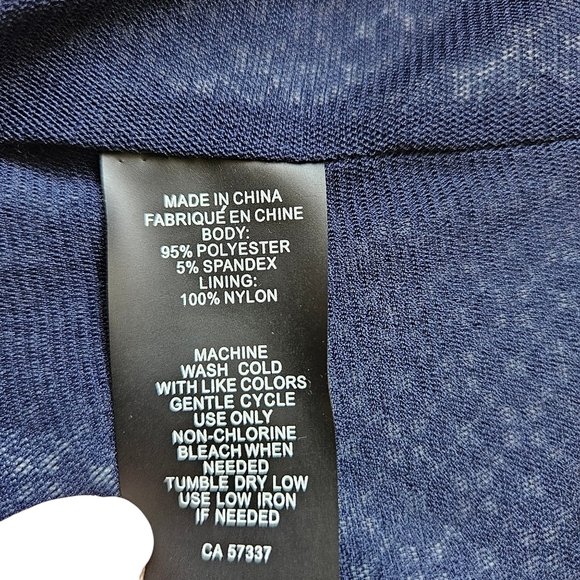 MADE IN CHINA
FABRIQUE EN CHINE
BODY:
95% POLYESTER
5% SPANDEX
LINING:
100% NYLON
MACHINE
WASH COLD
WITH LIKE COLORS
GENTLE CYCLE
USE ONLY
NON-CHLORINE
BLEACH WHEN
NEEDED
TUMBLE DRY LOW
USE LOW IRON
IF NEEDED
CA 57337